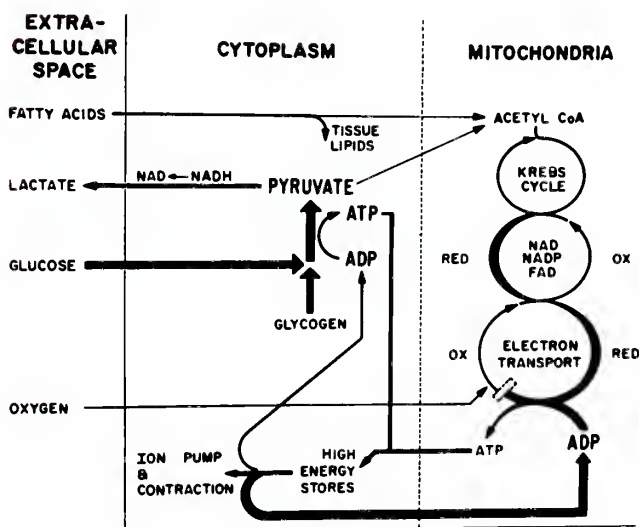 EXTRA-
CELLULAR
SPACE
CYTOPLASM
MITOCHONDRIA
FATTY ACIDS
ACETYL CoA
TISSUE
LIPIDS
KREBS
CYCLE
LACTATE
NAD ← NADH
PYRUVATE
ATP
ADP
NAD
NADP
FAD
RED
OX
GLUCOSE
GLYCOGEN
ELECTRON
TRANSPORT
OX
RED
OXYGEN
ATP
ADP
ION PUMP
&
CONTRACTION
HIGH
ENERGY
STORES